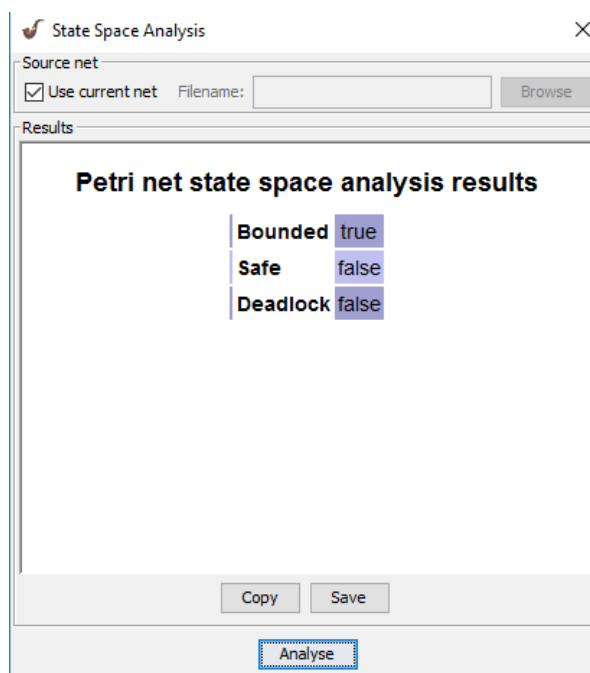 State Space Analysis
Source net
Use current net Filename: Browse
Results
Petri net state space analysis results
Bounded true
Safe false
Deadlock false
Copy Save
Analyse